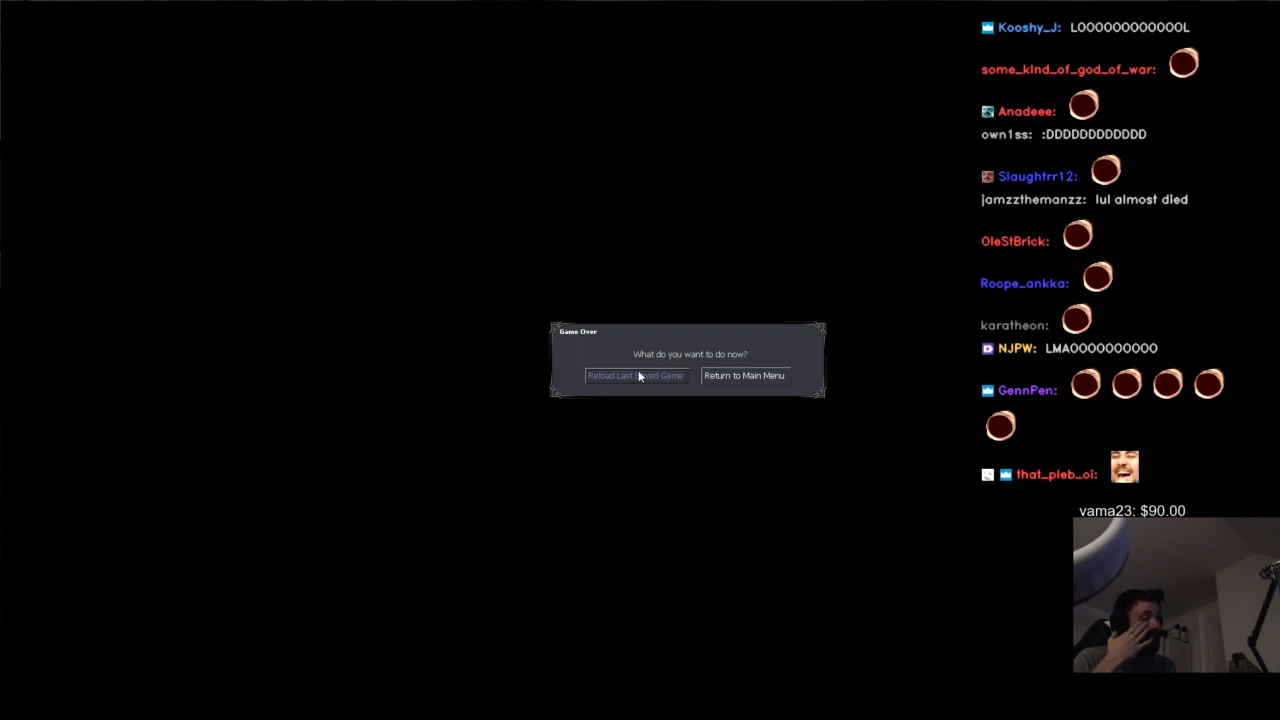 Kooshy_J: LOOOOOOOOOOOOL
some_kInd_of_god_of_war:
Anadeee:
own1ss: :DDDDDDDDDDDD
Slaughtrr12:
jamzzthemanzz: lul almost died
OleStBrick:
Roope_ankka:
karatheon:
Game Over
NJPW: LMAOOOOOOOOOO
What do you want to do now?
Reload Last Saved Game Return to Main Menu
GennPen:
that_pleb_oi:
vama23: $90.00